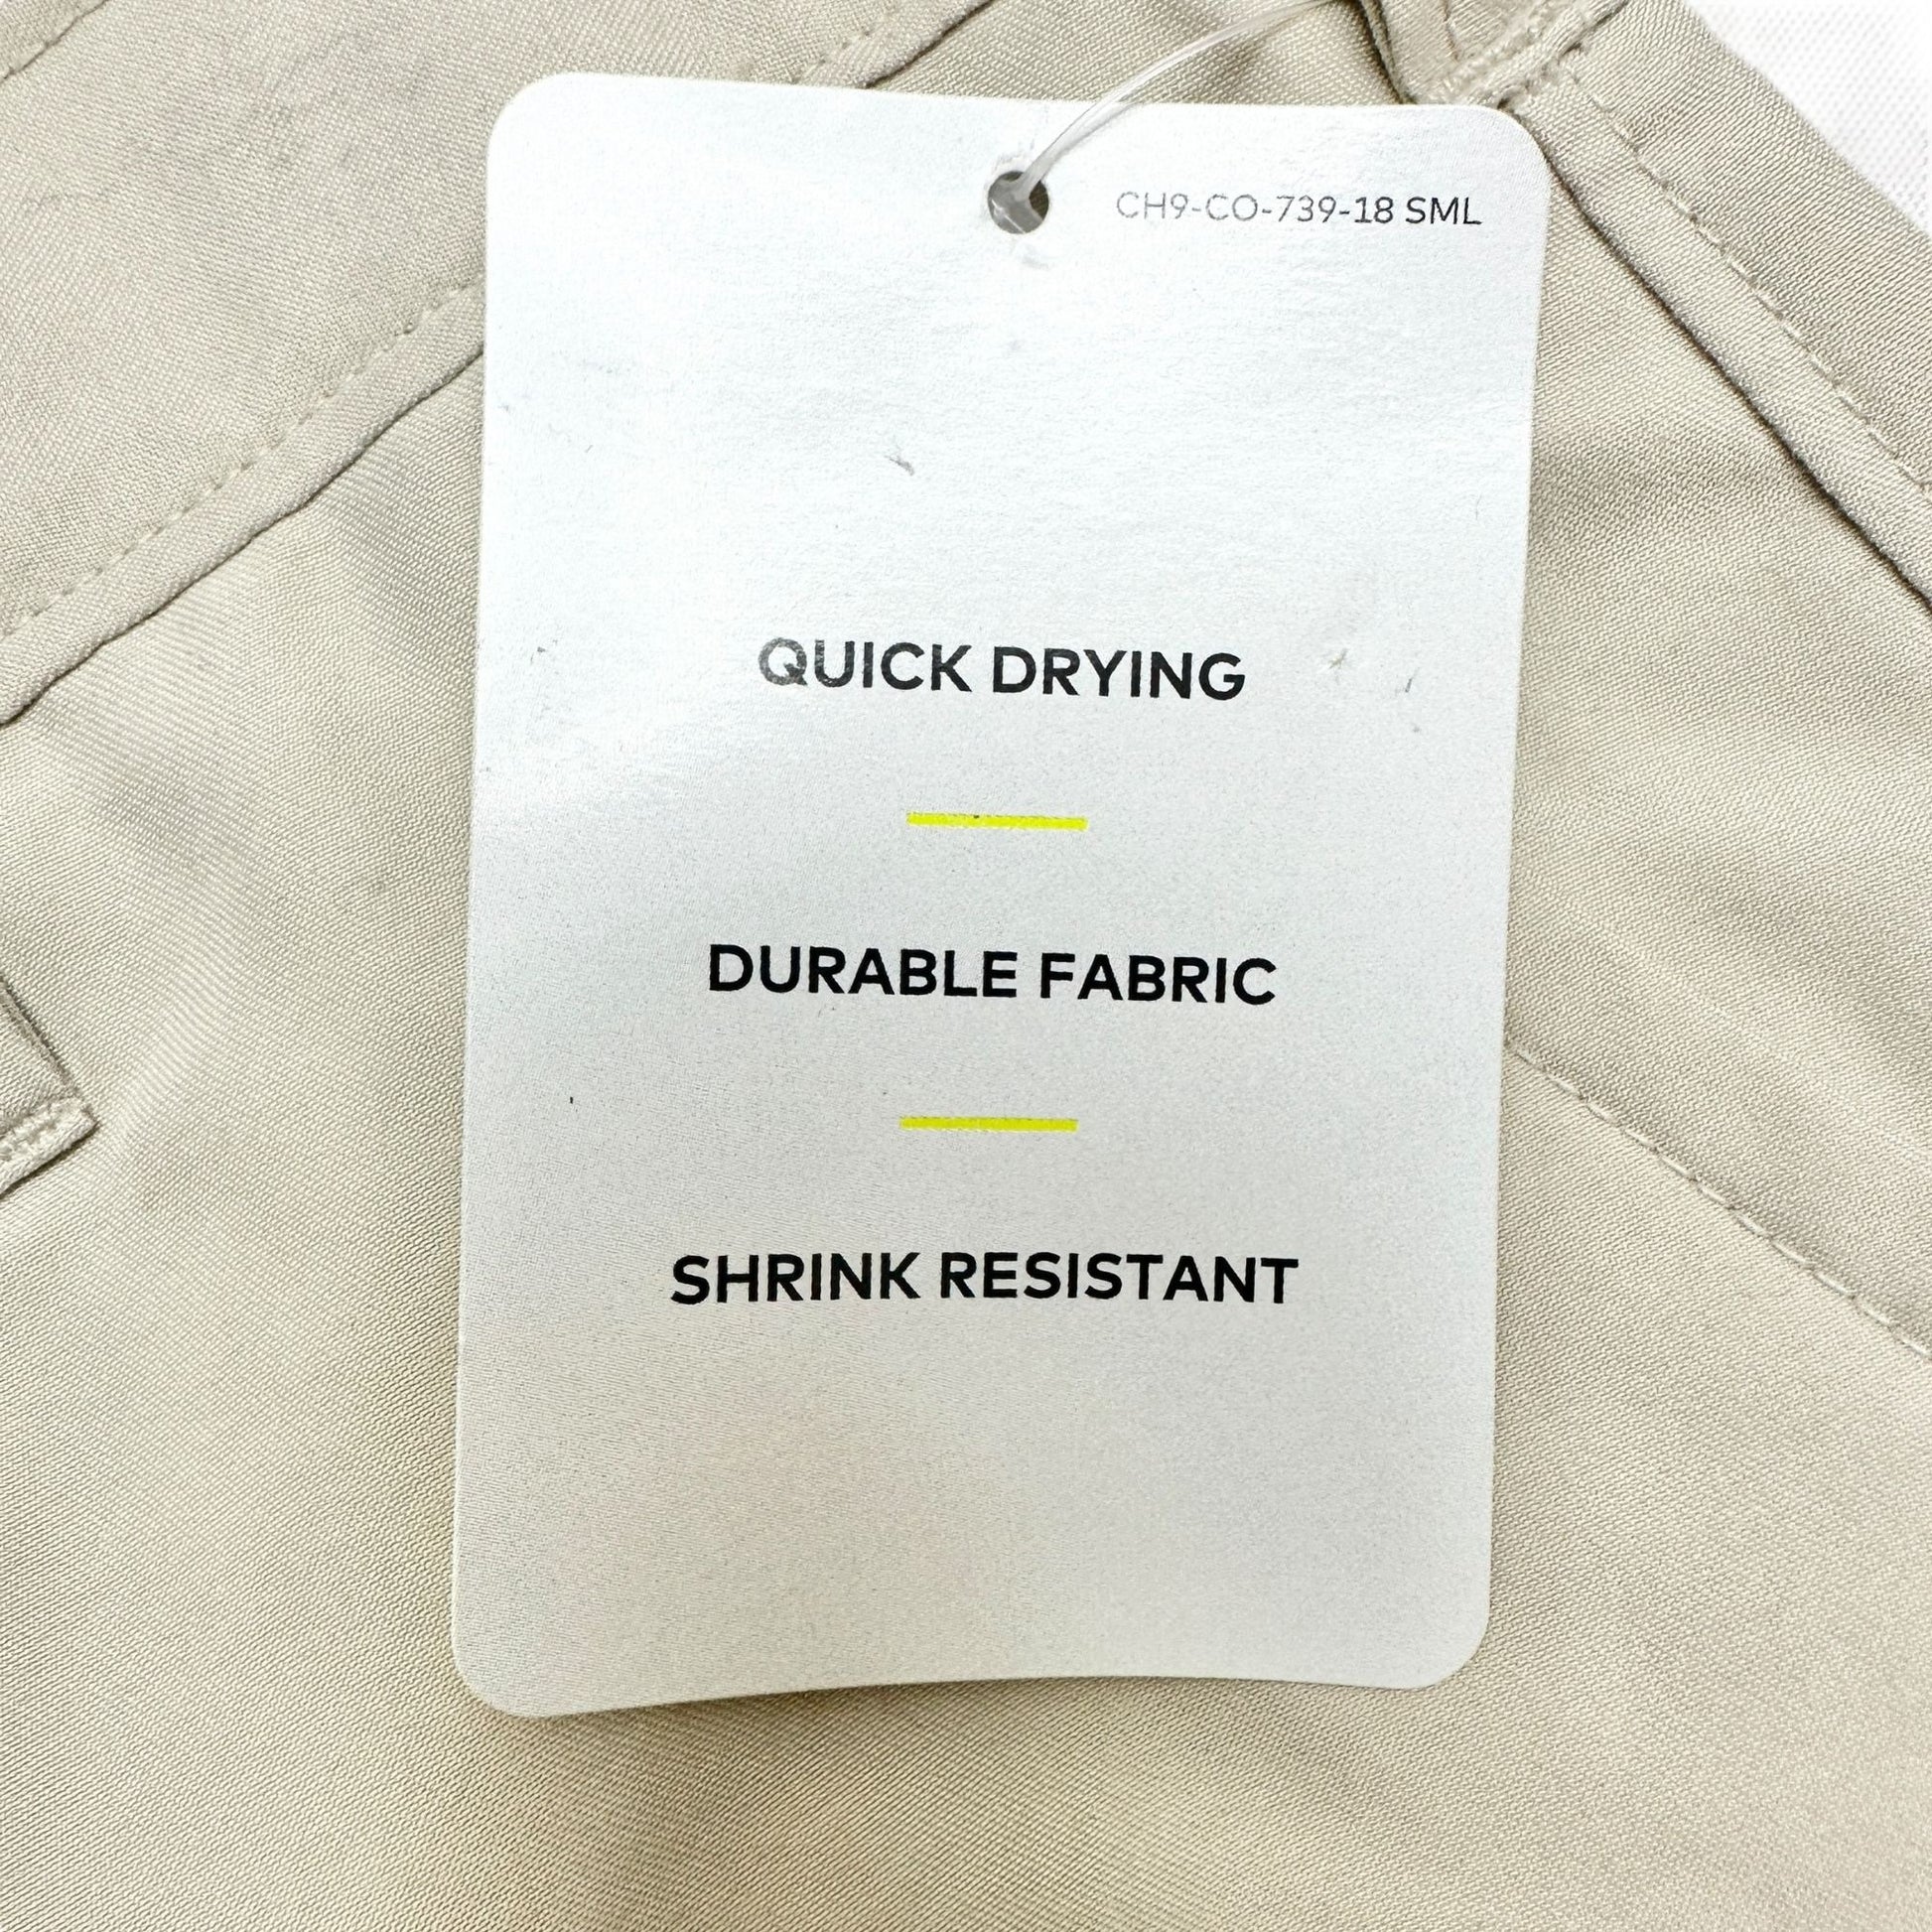 CH9-CO-739-18 SML
QUICK DRYING
DURABLE FABRIC
SHRINK RESISTANT